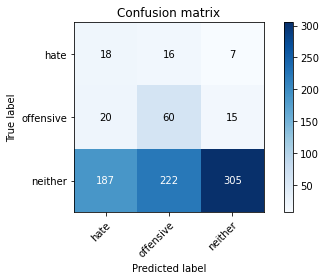 Confusion matrix
hate 18 16 7
offensive 20 60 15
neither 187 222 305
hate offensive neither
True label
Predicted label
300
250
200
150
100
50